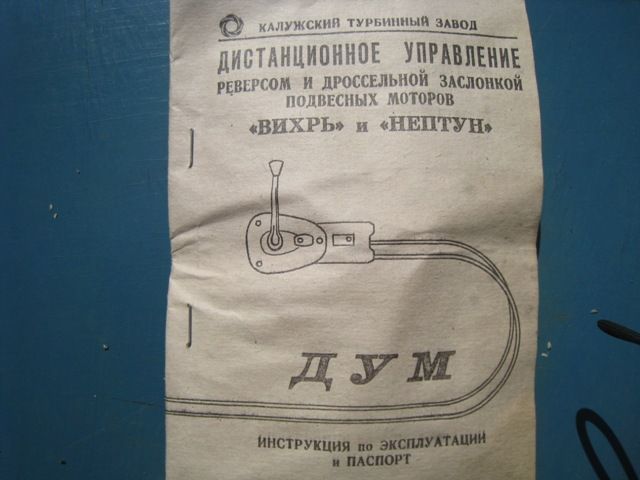 КАЛУЖСКИЙ ТУРБИННЫЙ ЗАВОД
ДИСТАНЦИОННОЕ УПРАВЛЕНИЕ
РЕВЕРСОМ И ДРОССЕЛЬНОЙ ЗАСЛОНКОЙ
ПОДВЕСНЫХ МОТОРОВ
«ВИХРЬ» и «НЕПТУН»
ДУМ
ИНСТРУКЦИЯ по ЭКСПЛУАТАЦИИ
и ПАСПОРТ